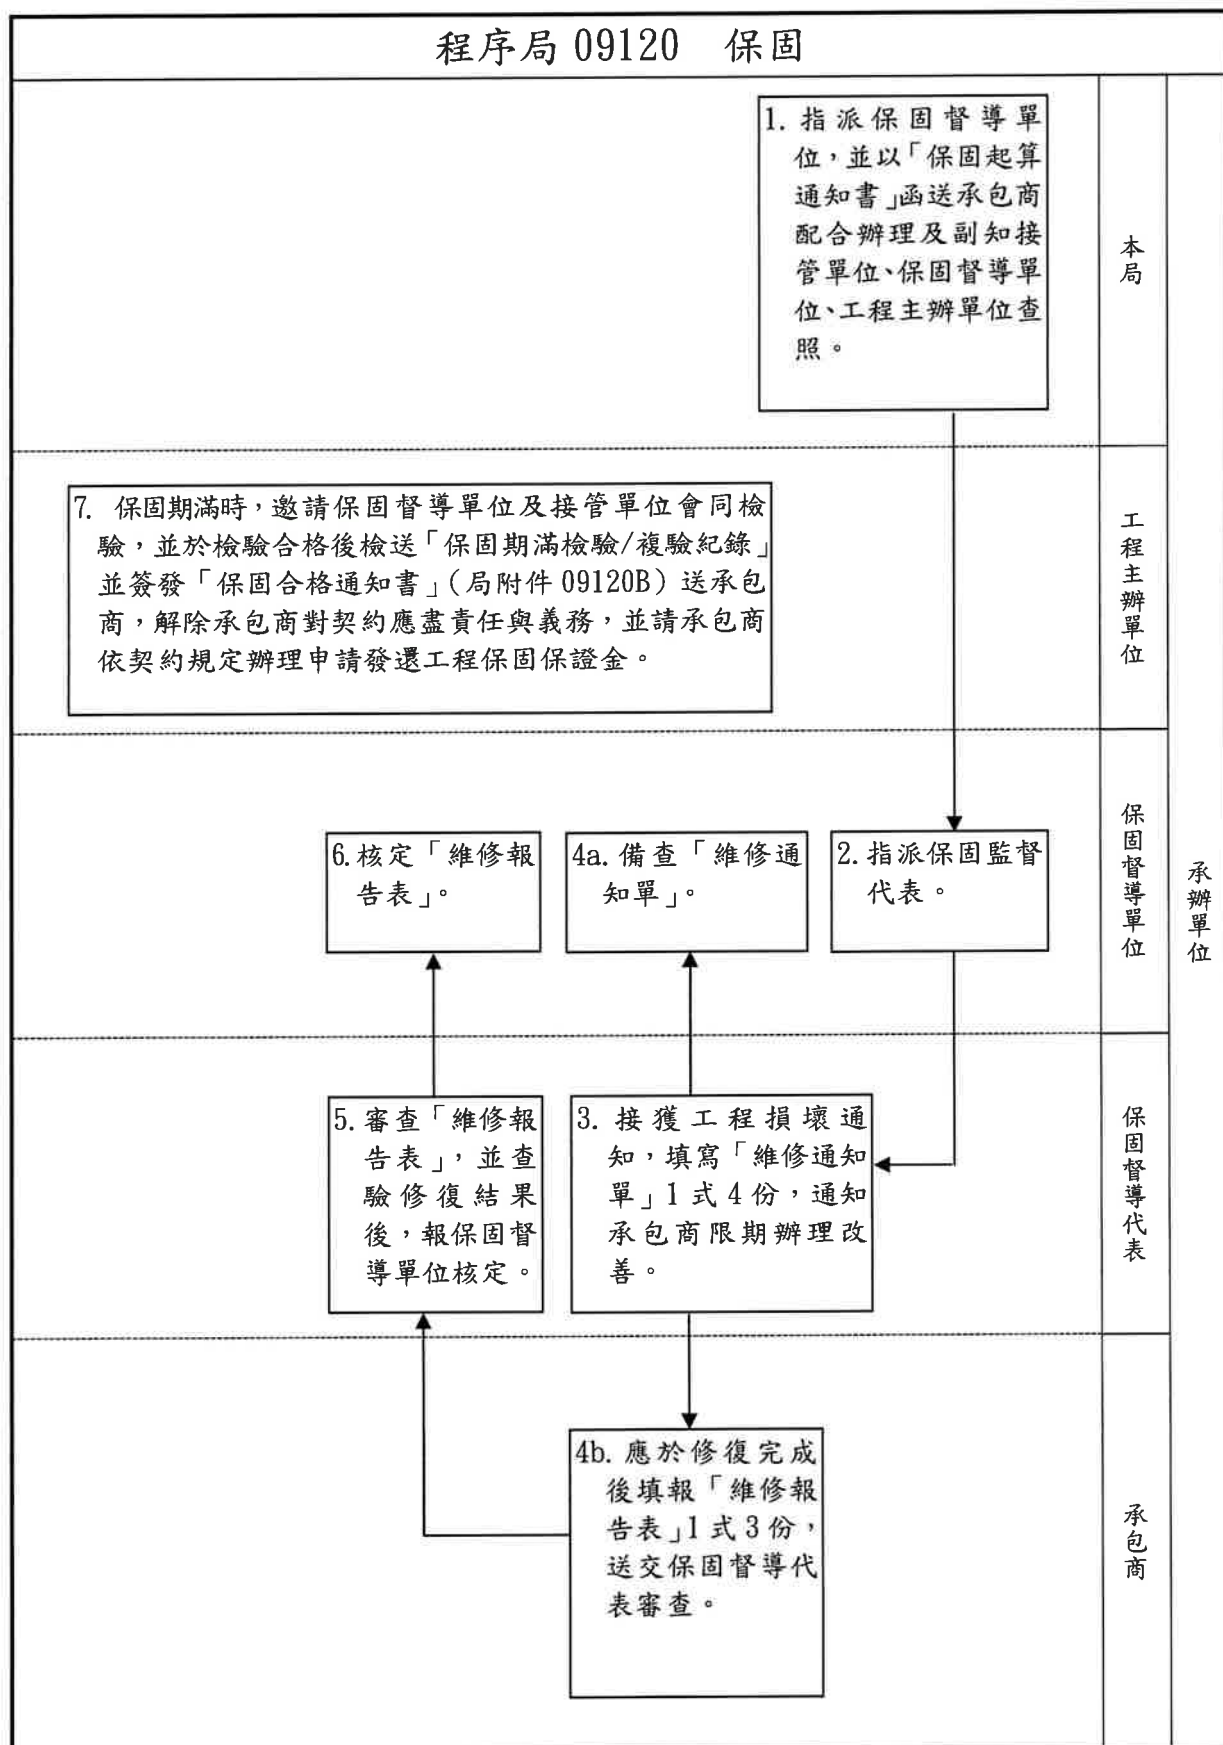 程序局 09120 保固
1. 指派保固督導單
位，並以「保固起算
通知書」函送承包商
配合辦理及副知接
管單位、保固督導單
位、工程主辦單位查
照。
本局
7. 保固期滿時，邀請保固督導單位及接管單位會同檢
驗，並於檢驗合格後檢送「保固期滿檢驗/複驗紀錄」
並簽發「保固合格通知書」（局附件 09120B）送承包
商，解除承包商對契約應盡責任與義務，並請承包商
依契約規定辦理申請發還工程保固保證金。
工程主辦單位
6. 核定「維修報
告表」。
4a. 備查「維修通
知單」。
2. 指派保固監督
代表。
保固督導單位
承辦單位
5. 審查「維修報
告表」，並查
驗修復結果
後，報保固督
導單位核定。
3. 接獲工程損壞通
知，填寫「維修通知
單」1 式 4 份，通知
承包商限期辦理改
善。
保固督導代表
4b. 應於修復完成
後填報「維修報
告表」1 式 3 份，
送交保固督導代
表審查。
承包商